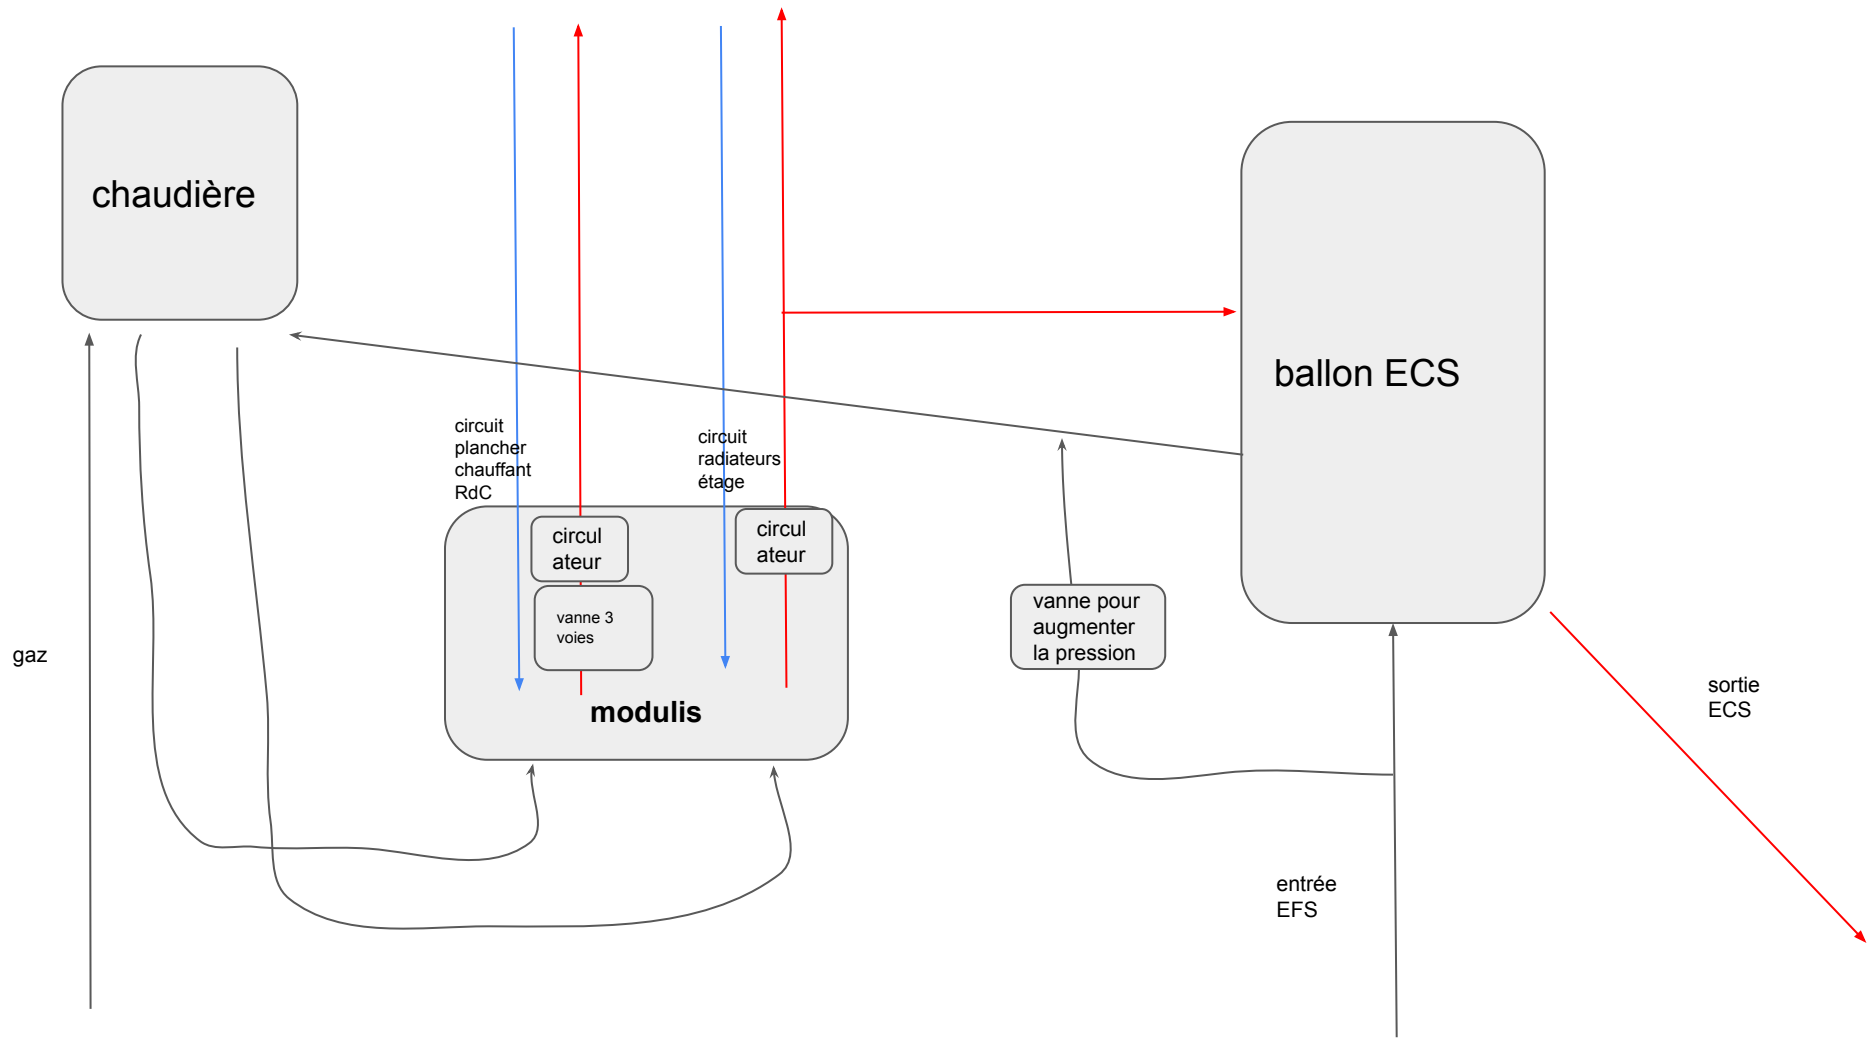 chaudière
ballon ECS
circuit
plancher
chauffant
RdC
circuit
radiateurs
étage
circul
ateur
circul
ateur
vanne 3
voies
modulis
vanne pour
augmenter
la pression
gaz
sortie
ECS
entrée
EFS